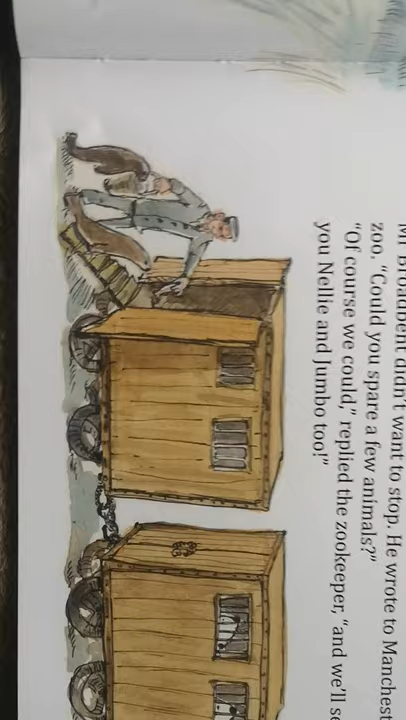 Mr Broadbent didn't want to stop. He wrote to Manchest
zoo. "Could you spare a few animals?"
"Of course we could," replied the zookeeper, "and we'll se
you Nellie and Jumbo too!"